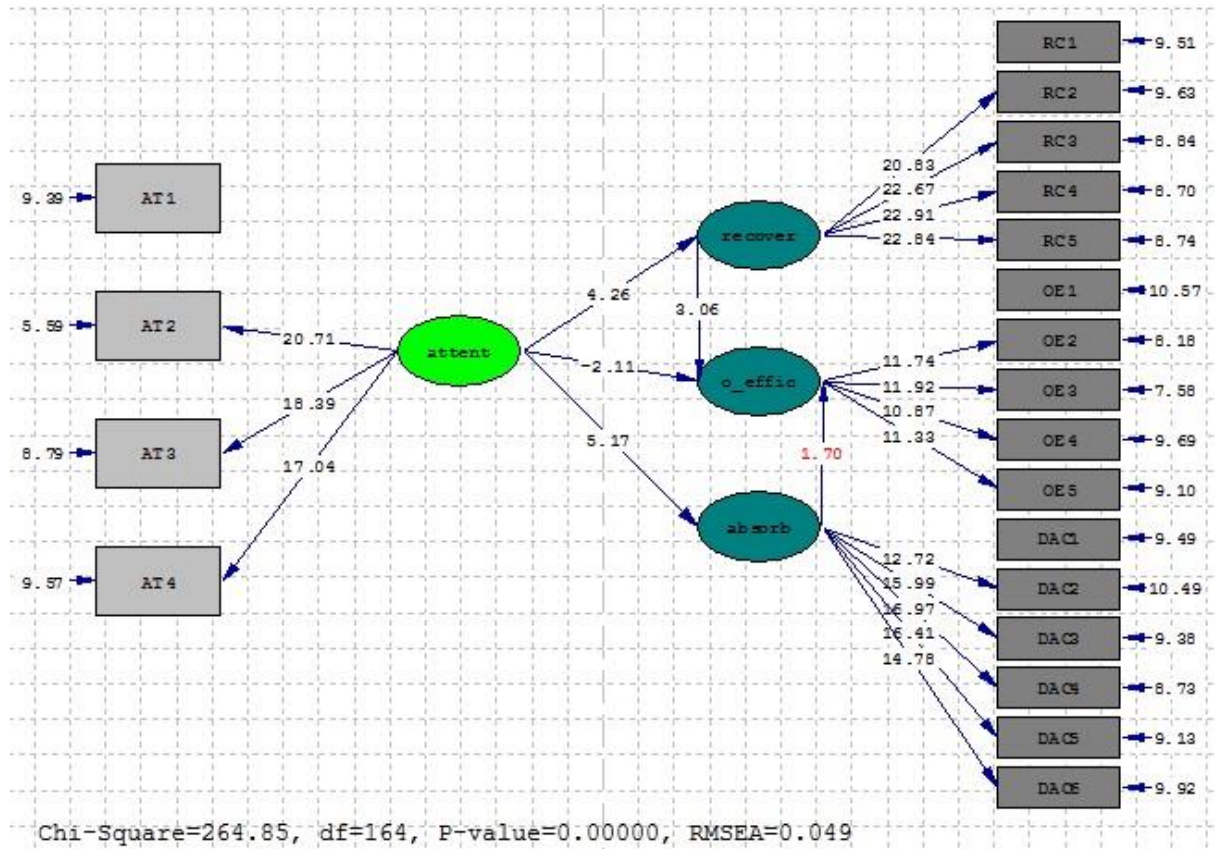 RC1
9.51
RC2
9.63
RC3
8.84
RC4
8.70
RC5
8.74
OE1
10.57
OE2
8.18
OE3
7.58
OE4
9.69
OE5
9.10
DAC1
9.49
DAC2
10.49
DAC3
9.38
DAC4
8.73
DAC5
9.13
DAC6
9.92
9.39
AT1
5.59
AT2
8.79
AT3
9.57
AT4
20.71
18.39
17.04
attent
4.26
-2.11
5.17
recover
3.06
o_effic
1.70
absorb
20.83
22.67
22.91
22.84
11.74
11.92
10.87
11.33
12.72
15.99
16.41
14.78
Chi-Square=264.85, df=164, P-value=0.00000, RMSEA=0.049